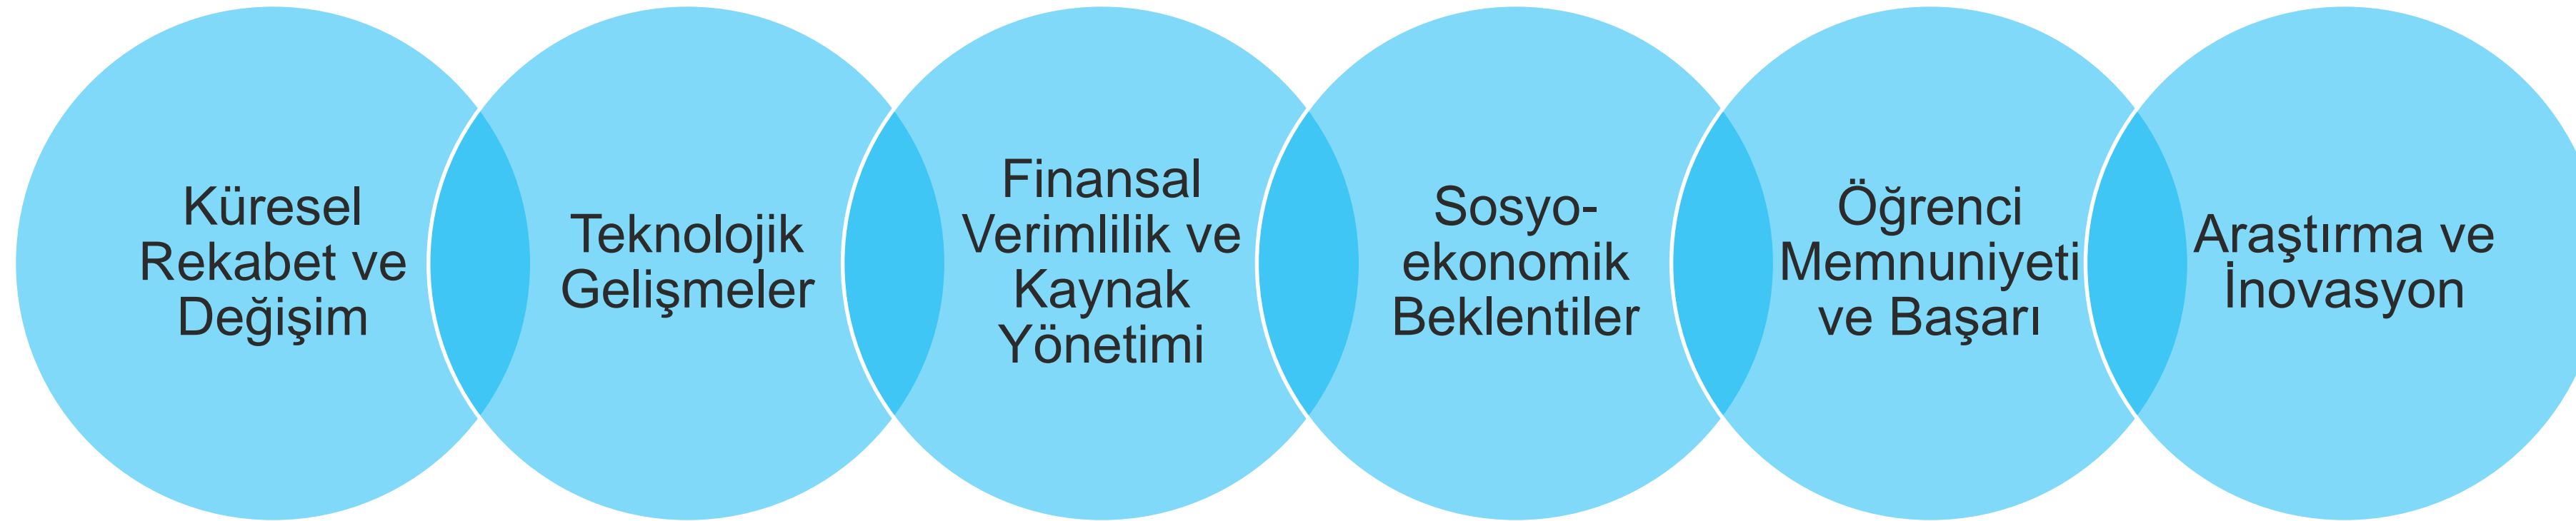 Küresel
Rekabet ve
Değişim
Teknolojik
Gelişmeler
Finansal
Verimlilik ve
Kaynak
Yönetimi
Sosyo-
ekonomik
Beklentiler
Öğrenci
Memnuniyeti
ve Başarı
Araştırma ve
İnovasyon